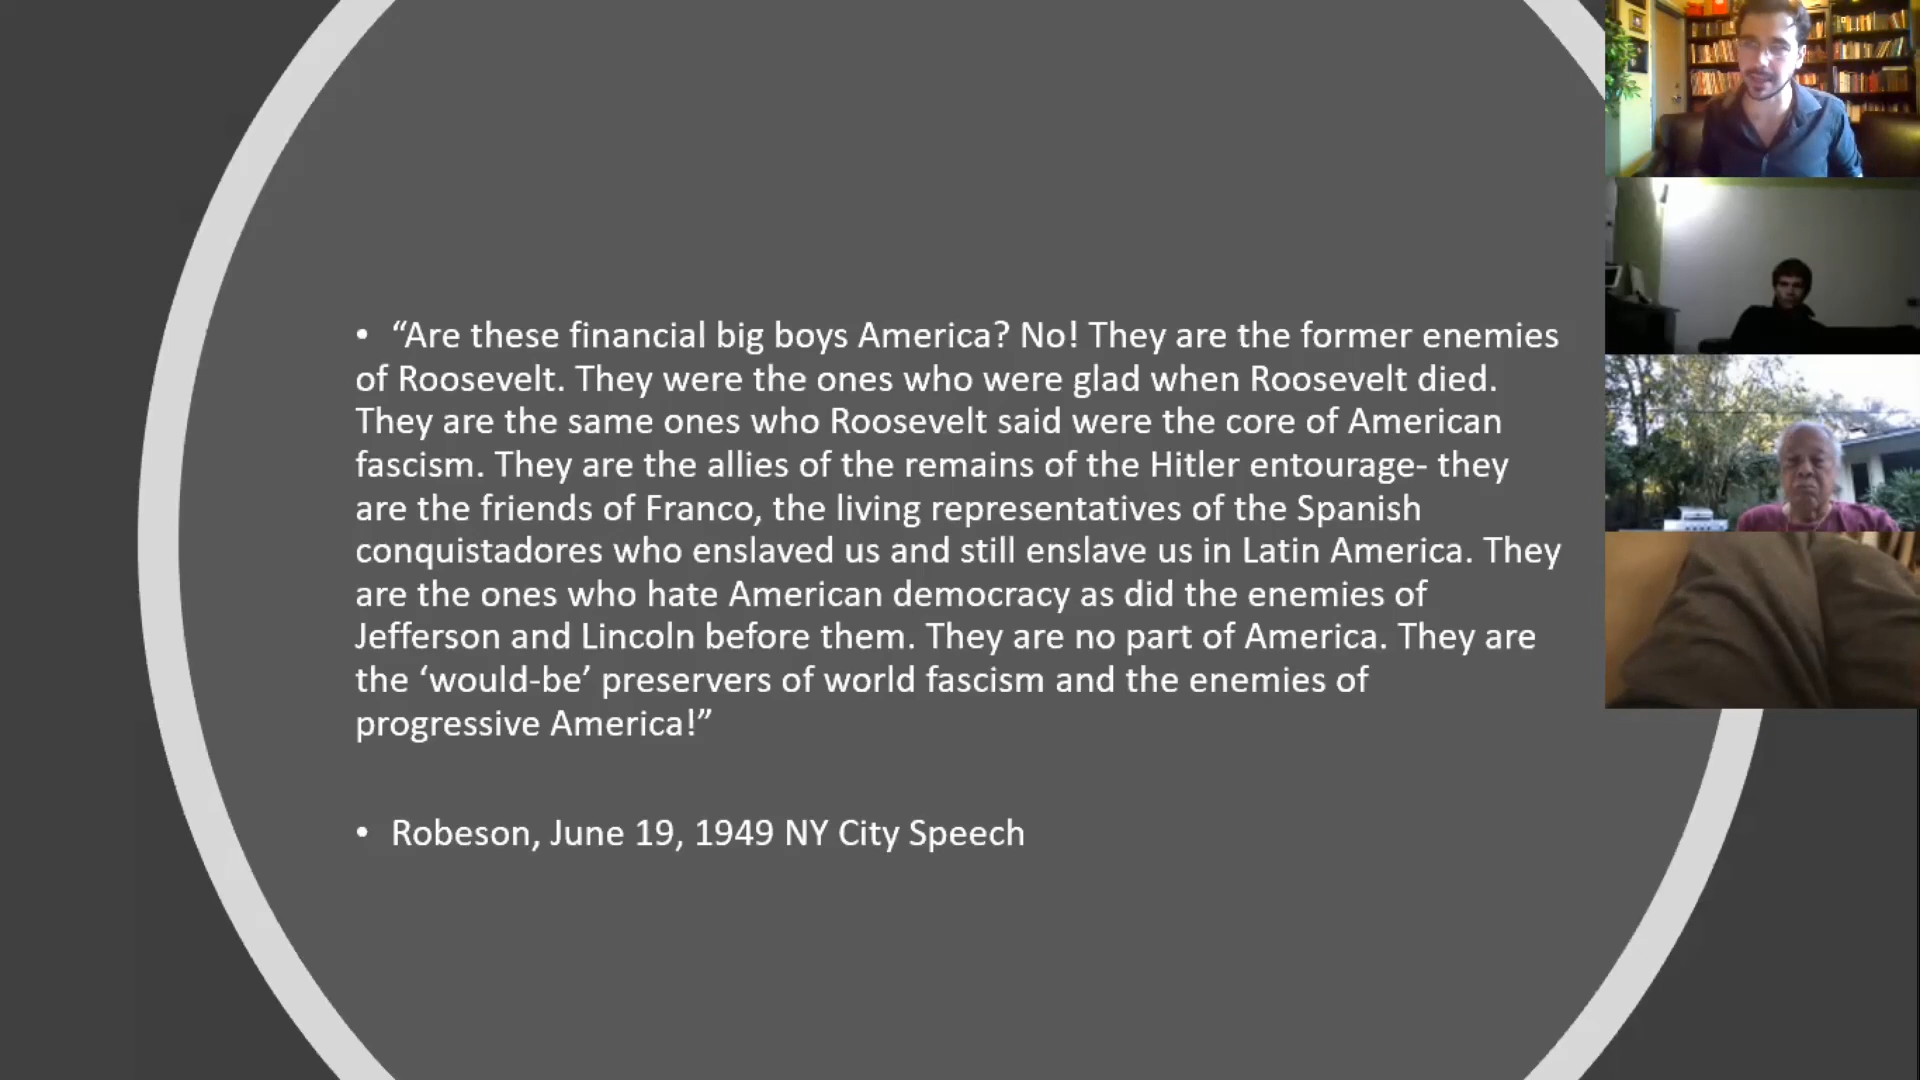 • “Are these financial big boys America? No! They are the former enemies
of Roosevelt. They were the ones who were glad when Roosevelt died.
They are the same ones who Roosevelt said were the core of American
fascism. They are the allies of the remains of the Hitler entourage- they
are the friends of Franco, the living representatives of the Spanish
conquistadores who enslaved us and still enslave us in Latin America. They
are the ones who hate American democracy as did the enemies of
Jefferson and Lincoln before them. They are no part of America. They are
the ‘would-be’ preservers of world fascism and the enemies of
progressive America!”
• Robeson, June 19, 1949 NY City Speech